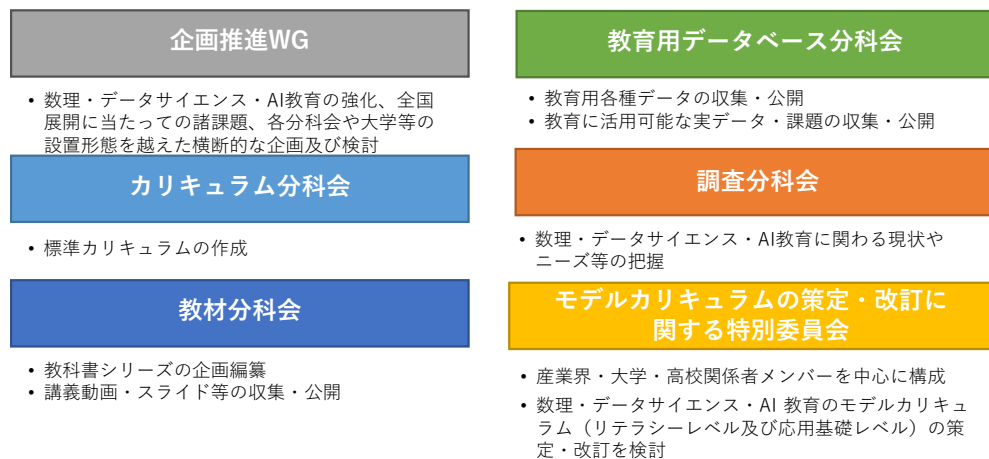 企画推進WG
• 数理・データサイエンス・AI教育の強化、全国
展開に当たっての諸課題、各分科会や大学等の
設置形態を越えた横断的な企画及び検討
カリキュラム分科会
• 標準カリキュラムの作成
教材分科会
• 教科書シリーズの企画編纂
• 講義動画・スライド等の収集・公開
教育用データベース分科会
• 教育用各種データの収集・公開
• 教育に活用可能な実データ・課題の収集・公開
調査分科会
• 数理・データサイエンス・AI教育に関わる現状や
ニーズ等の把握
モデルカリキュラムの策定・改訂に
関する特別委員会
• 産業界・大学・高校関係者メンバーを中心に構成
• 数理・データサイエンス・AI 教育のモデルカリキュ
ラム（リテラシーレベル及び応用基礎レベル）の策
定・改訂を検討